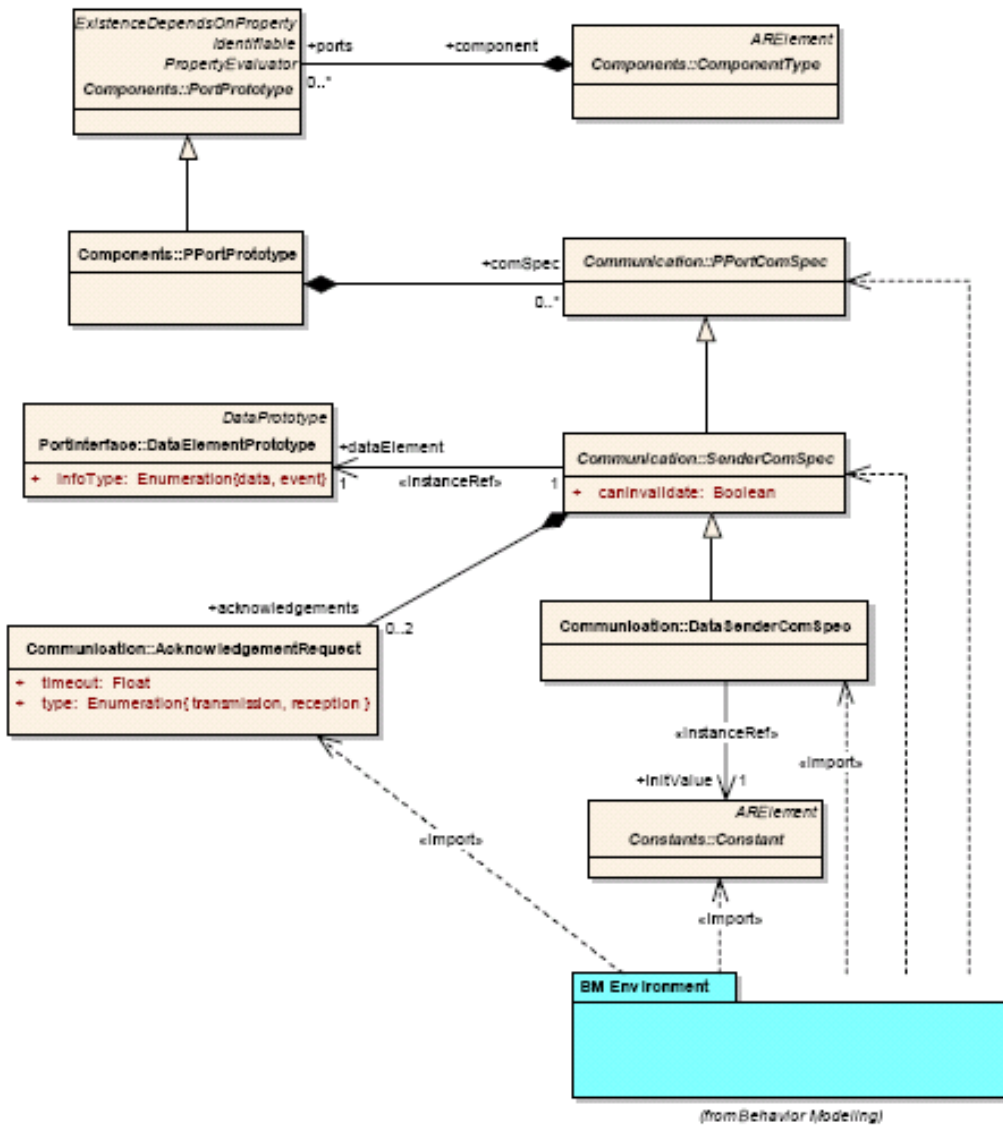 ExistenceDependsOnProperty
Identifiable
PropertyEvaluator
Components::PortPrototype
+ports
0..*
+component
ARElement
Components::ComponentType
Components::PPortPrototype
+comSpec
0..*
Communication::PPortComSpec
DataPrototype
PortInterface::DataElementPrototype
+ infoType: Enumeration{data, event}
+dataElement
1
«InstanceRef»
1
Communication::SenderComSpec
+ canInvalidate: Boolean
+acknowledgements
0..2
Communication::AcknowledgementRequest
+ timeout: Float
+ type: Enumeration{ transmission, reception }
Communication::DataSenderComSpec
«InstanceRef»
«Import»
+initValue
1
ARElement
Constants::Constant
«Import»
«Import»
BM Environment
(from Behavior Modeling)